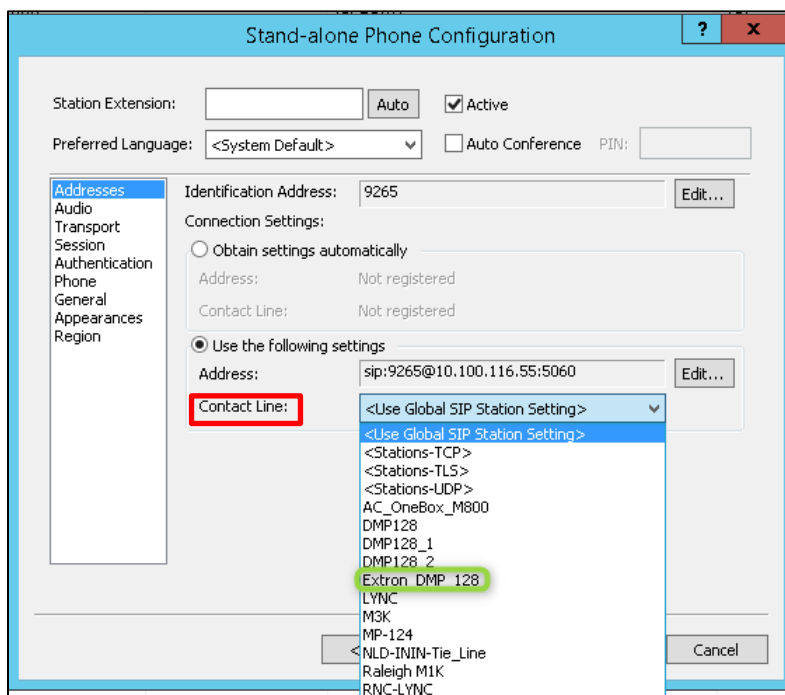 Stand-alone Phone Configuration
? x
Station Extension: Auto Active
Preferred Language: <System Default> Auto Conference PIN:
Addresses
Audio
Transport
Session
Authentication
Phone
General
Appearances
Region
Identification Address: 9265 Edit...
Connection Settings:
Obtain settings automatically
Address: Not registered
Contact Line: Not registered
Use the following settings
Address: sip:9265@10.100.116.55:5060 Edit...
Contact Line: <Use Global SIP Station Setting>
<Use Global SIP Station Setting>
<Stations-TCP>
<Stations-TLS>
<Stations-UDP>
AC_OneBox_M800
DMP128
DMP128_1
DMP128_2
Extron_DMP_128
LYNC
M3K
MP-124
NLD-ININ-Tie_Line
Raleigh M1K
RNC-LYNC
< Cancel